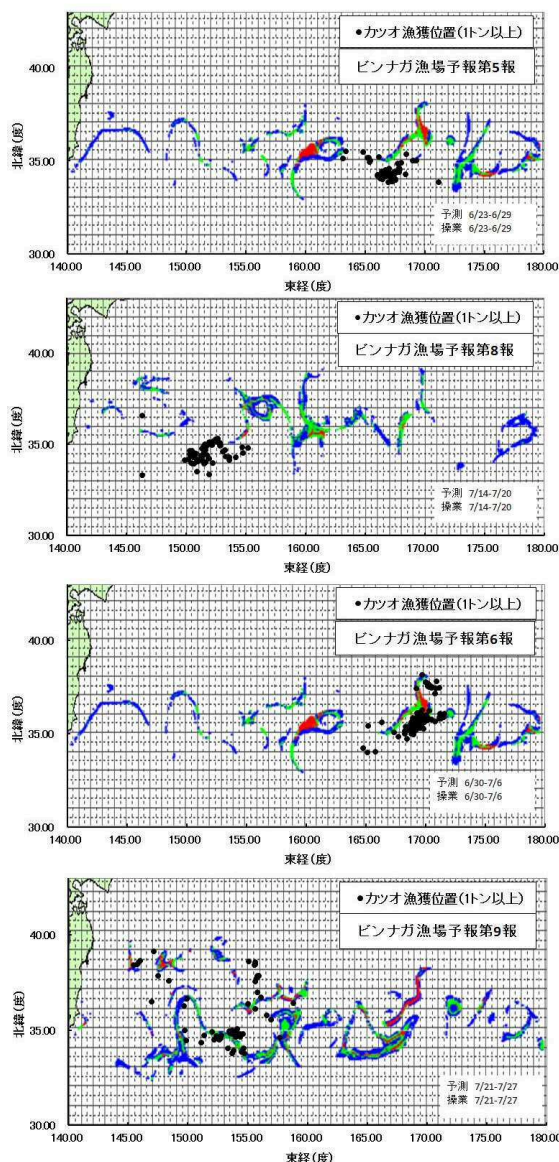 ●カツオ漁獲位置(1トン以上)
ビンナガ漁場予報第5報
40.00
35.00
30.00
北緯(度)
予測 6/23-6/29
操業 6/23-6/29
140.00 145.00 150.00 155.00 160.00 165.00 170.00 175.00 180.00
東経(度)
●カツオ漁獲位置(1トン以上)
ビンナガ漁場予報第8報
40.00
35.00
30.00
北緯(度)
予測 7/14-7/20
操業 7/14-7/20
140.00 145.00 150.00 155.00 160.00 165.00 170.00 175.00 180.00
東経(度)
●カツオ漁獲位置(1トン以上)
ビンナガ漁場予報第6報
40.00
35.00
30.00
北緯(度)
予測 6/30-7/6
操業 6/30-7/6
140.00 145.00 150.00 155.00 160.00 165.00 170.00 175.00 180.00
東経(度)
●カツオ漁獲位置(1トン以上)
ビンナガ漁場予報第9報
40.00
35.00
30.00
北緯(度)
予測 7/21-7/27
操業 7/21-7/27
140.00 145.00 150.00 155.00 160.00 165.00 170.00 175.00 180.00
東経(度)